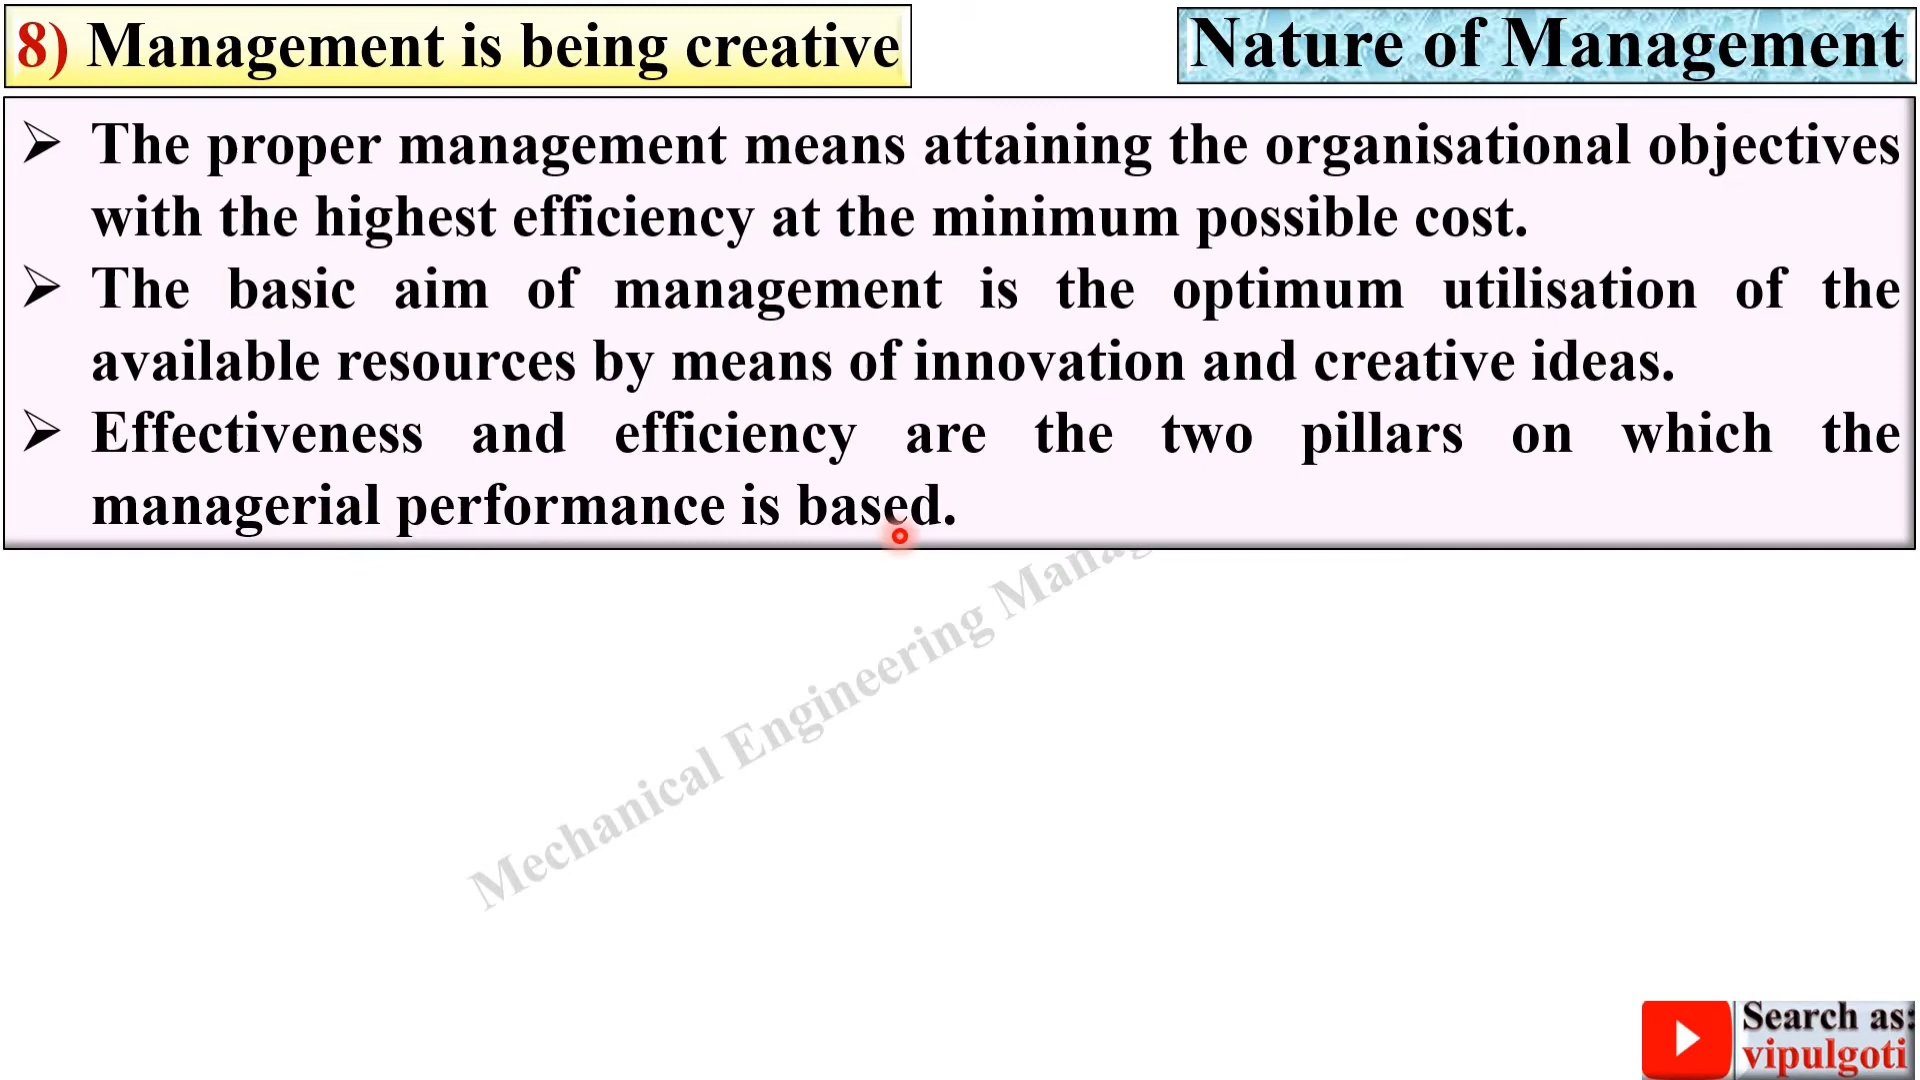 8) Management is being creative
Nature of Management
➤ The proper management means attaining the organisational objectives
with the highest efficiency at the minimum possible cost.
➤ The basic aim of management is the optimum utilisation of the
available resources by means of innovation and creative ideas.
➤ Effectiveness and efficiency are the two pillars on which the
managerial performance is based.
Mechanical Engineering
Search as:
vipulgoti